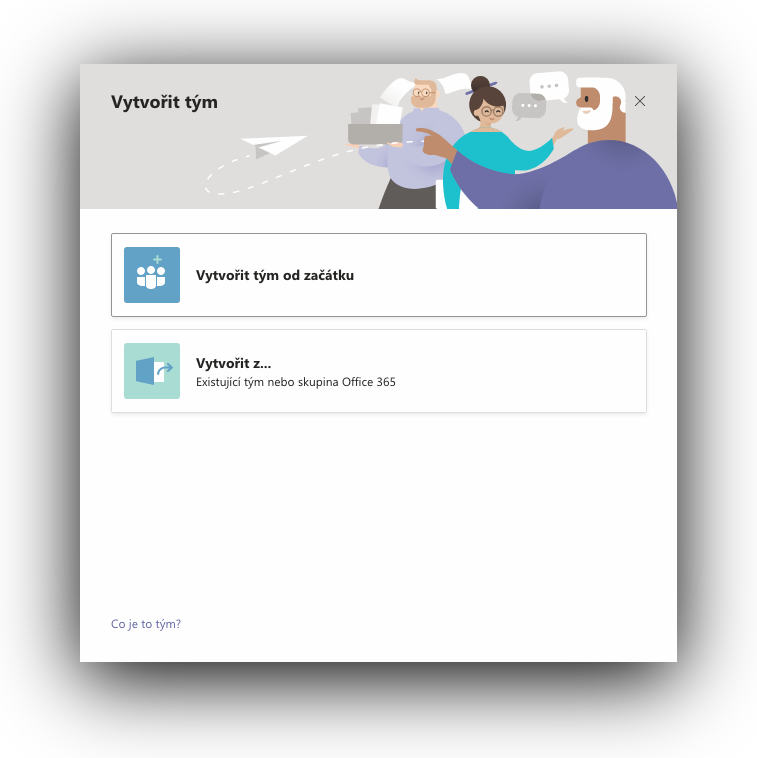 Vytvořit tým
Vytvořit tým od začátku
Vytvořit z...
Existující tým nebo skupina Office 365
Co je to tým?